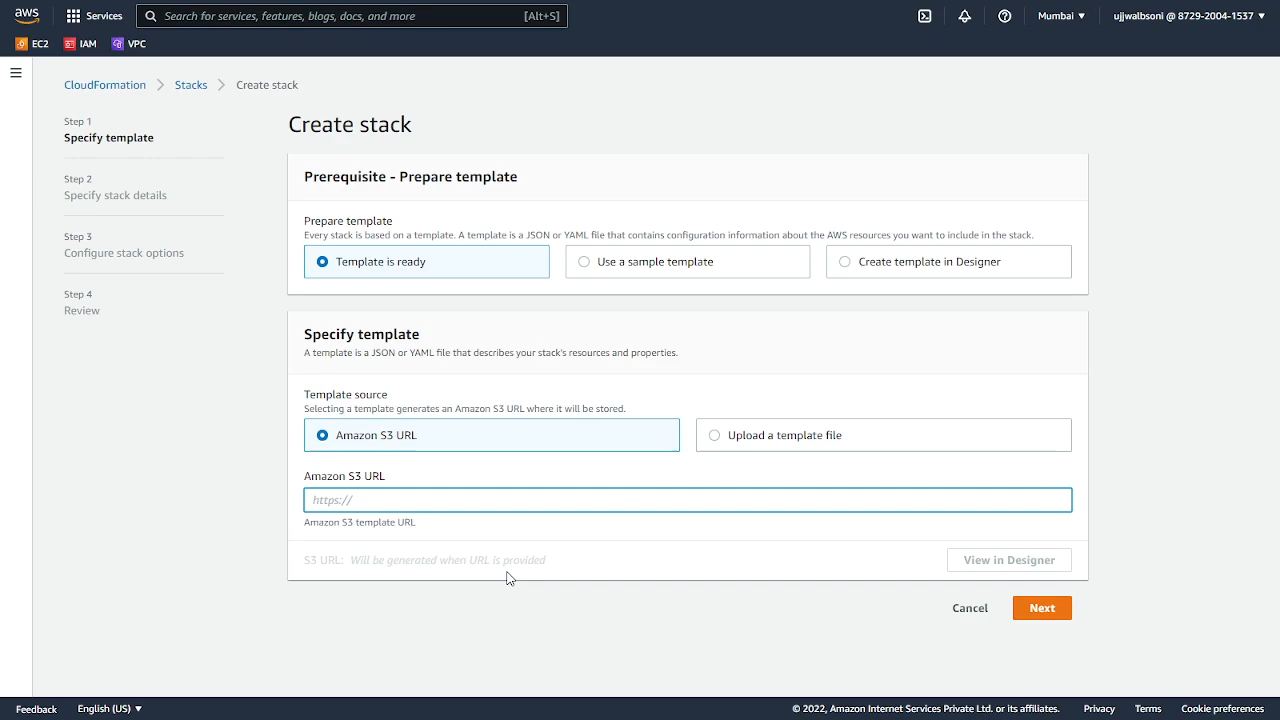 aws Services Search for services, features, blogs, docs, and more [Alt+S] Mumbai ujjwalbsoni @ 8729-2004-1537
EC2 IAM VPC
CloudFormation Stacks Create stack
Step 1
Specify template
Step 2
Specify stack details
Step 3
Configure stack options
Step 4
Review
Create stack
Prerequisite - Prepare template
Prepare template
Every stack is based on a template. A template is a JSON or YAML file that contains configuration information about the AWS resources you want to include in the stack.
Template is ready Use a sample template Create template in Designer
Specify template
A template is a JSON or YAML file that describes your stack's resources and properties.
Template source
Selecting a template generates an Amazon S3 URL where it will be stored.
Amazon S3 URL Upload a template file
Amazon S3 URL
https://
Amazon S3 template URL
S3 URL: Will be generated when URL is provided View in Designer
Cancel Next
Feedback English (US) © 2022, Amazon Internet Services Private Ltd. or its affiliates. Privacy Terms Cookie preferences